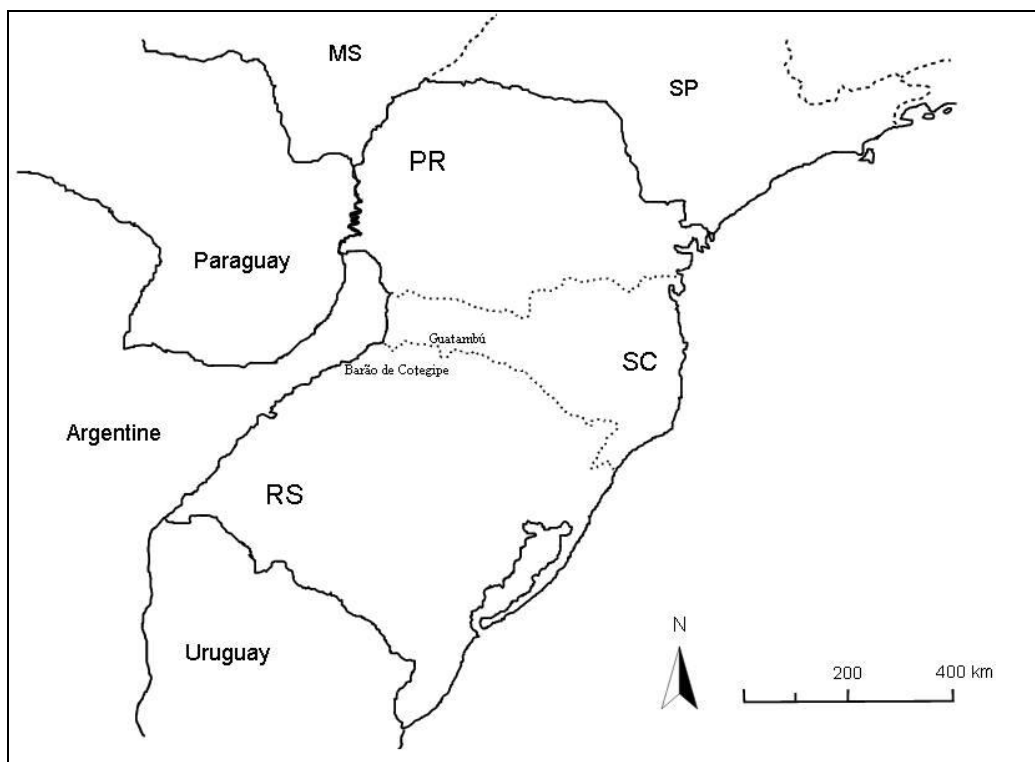 MS
SP
PR
Paraguay
Guatambú
SC
Barão de Cotegipe
Argentine
RS
N
Uruguay
200
400 km